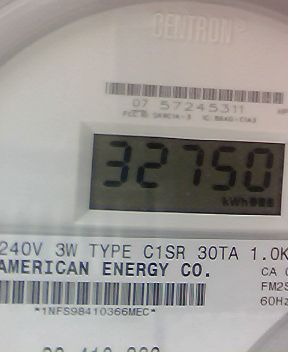 CENTRON®
07 57245311
32750
kWh
240V 3W TYPE C1SR 30TA 1.0K
AMERICAN ENERGY CO.
CA
FM2S
60Hz
*1NFS98410366MEC*